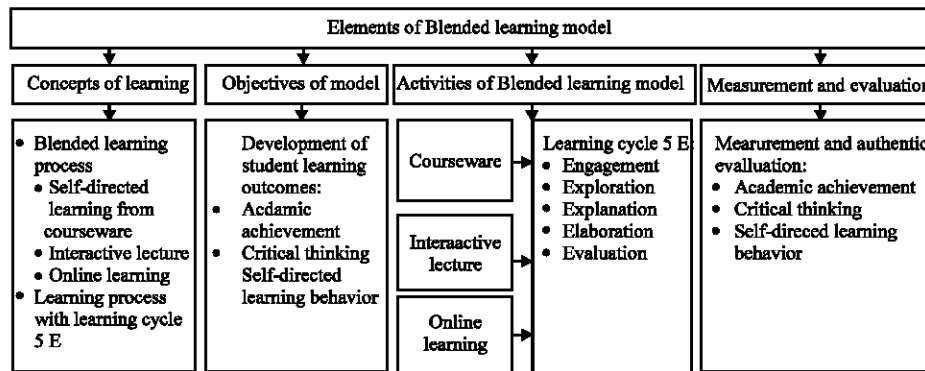 Elements of Blended learning model
Concepts of learning
Objectives of model
Activities of Blended learning model
Measurement and evaluation
• Blended learning
process
• Self-directed
learning from
courseware
• Interactive lecture
• Online learning
• Learning process
with learning cycle
5 E
Development of
student learning
outcomes:
• Acdamic
achievement
• Critical thinking
Self-directed
learning behavior
Courseware
Interaactive
lecture
Online
learning
Learning cycle 5 E:
• Engagement
• Exploration
• Explanation
• Elaboration
• Evaluation
Mearurement and authentic
evailuation:
• Academic achievement
• Critical thinking
• Self-direced learning
behavior